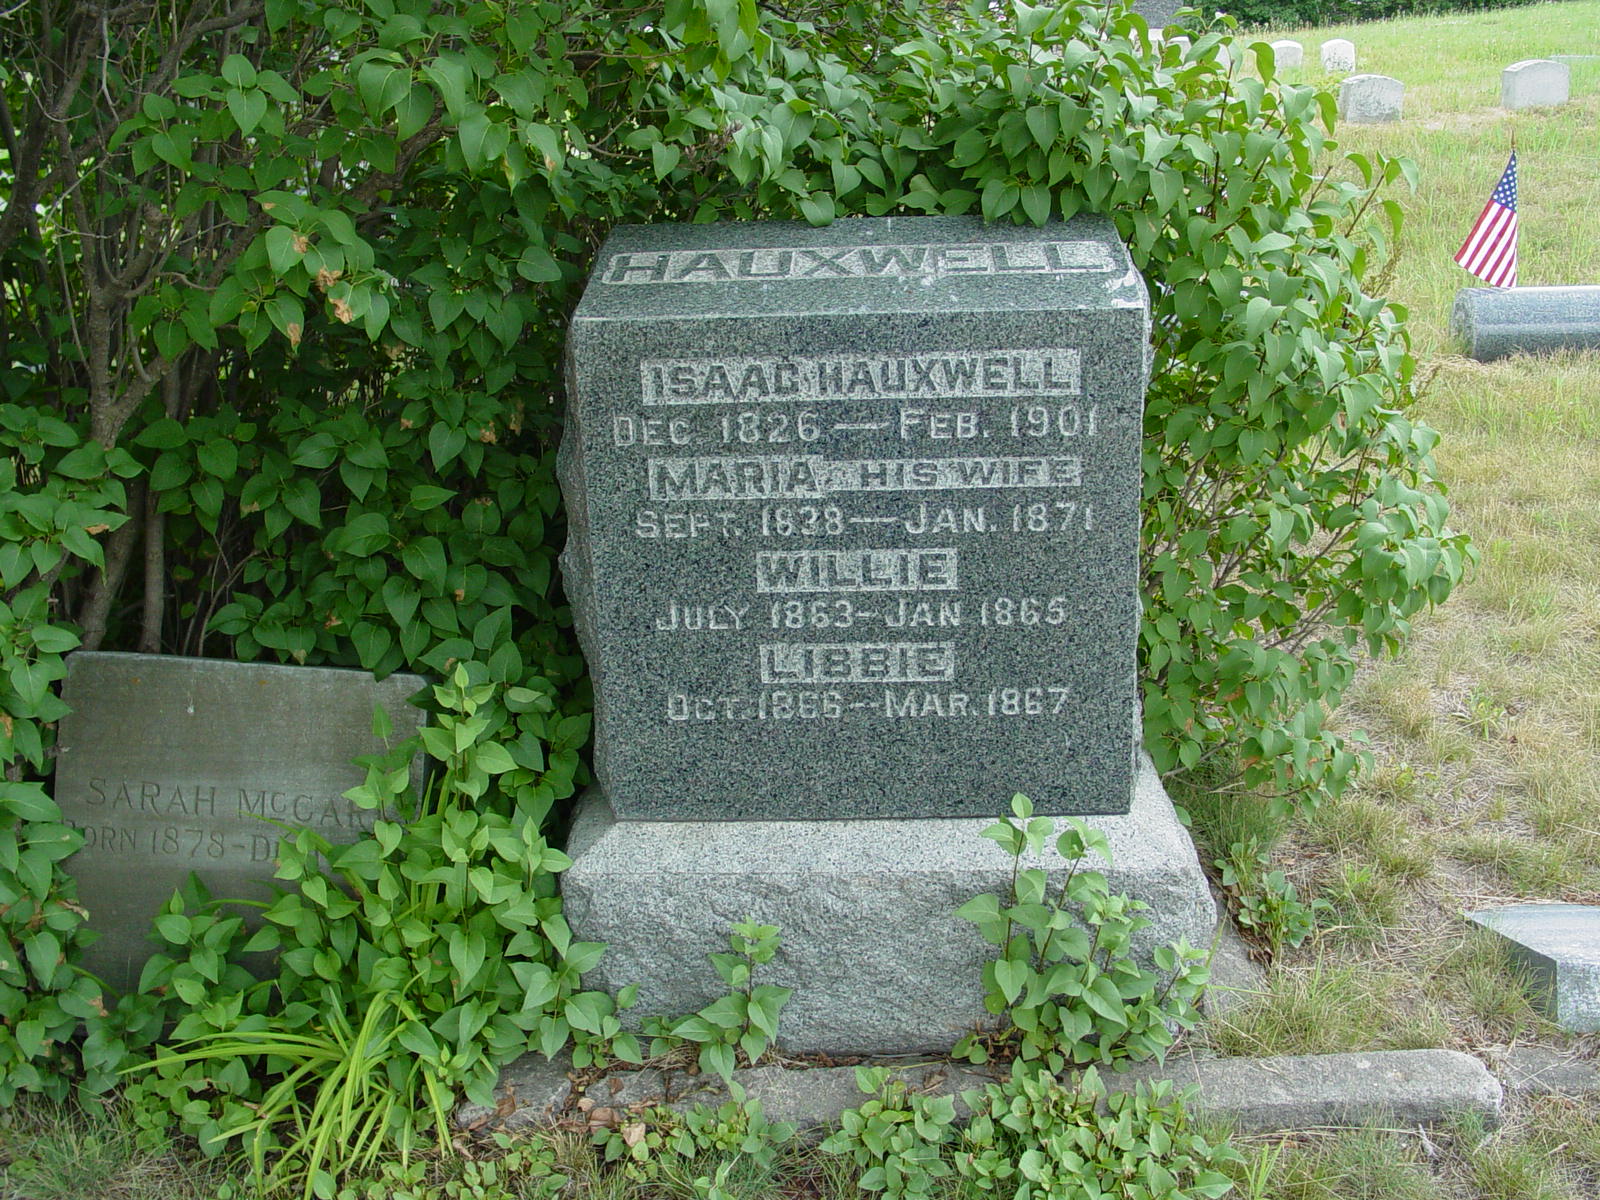 HAUXWELL
ISAAC HAUXWELL
DEC. 1826 — FEB. 1901
MARIA, HIS WIFE
SEPT. 1838 — JAN. 1871
WILLIE
JULY 1863 - JAN 1865
LIBBIE
OCT. 1866 - MAR. 1867
SARAH
BORN 1878 -